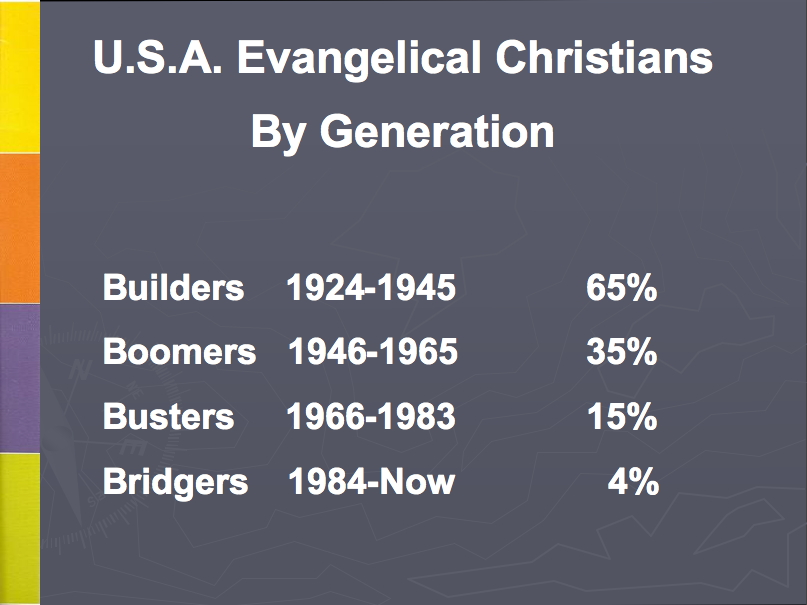 U.S.A. Evangelical Christians
By Generation
Builders 1924-1945 65%
Boomers 1946-1965 35%
Busters 1966-1983 15%
Bridgers 1984-Now 4%
N
E
S